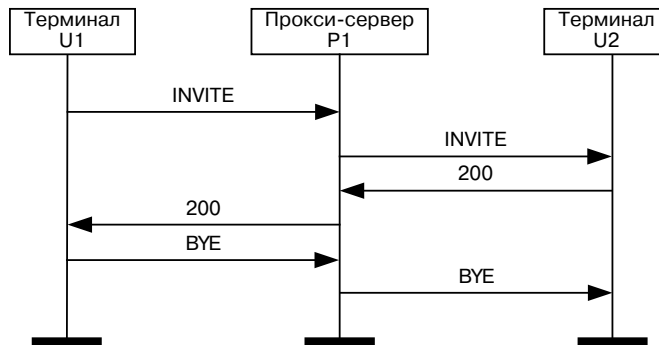 Терминал
U1
Прокси-сервер
P1
Терминал
U2
INVITE
INVITE
200
200
BYE
BYE